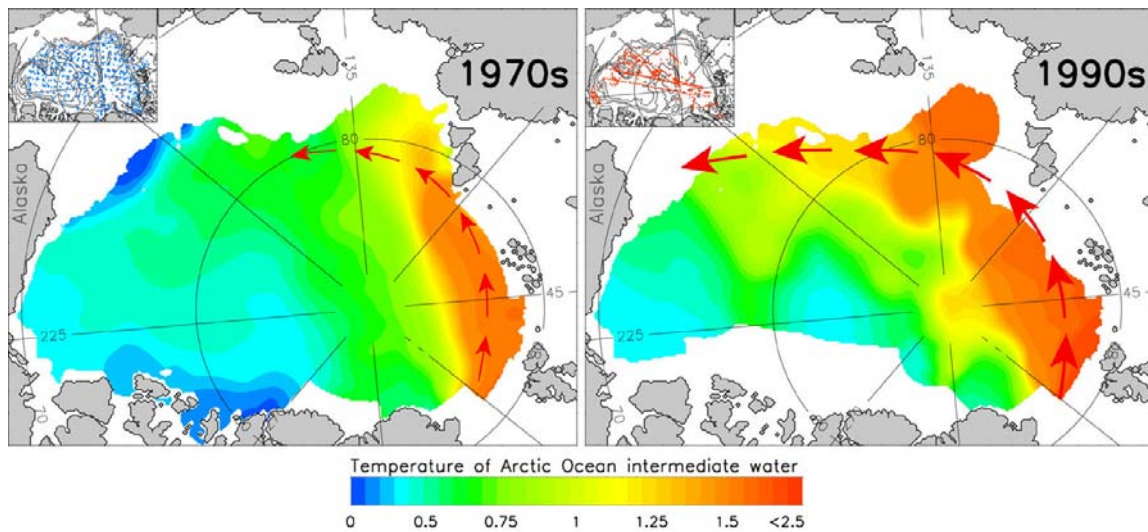 1970s
135
80
Alaska
45
225
70
1990s
135
80
Alaska
45
225
70
Temperature of Arctic Ocean intermediate water
0 0.5 0.75 1 1.25 1.5 <2.5